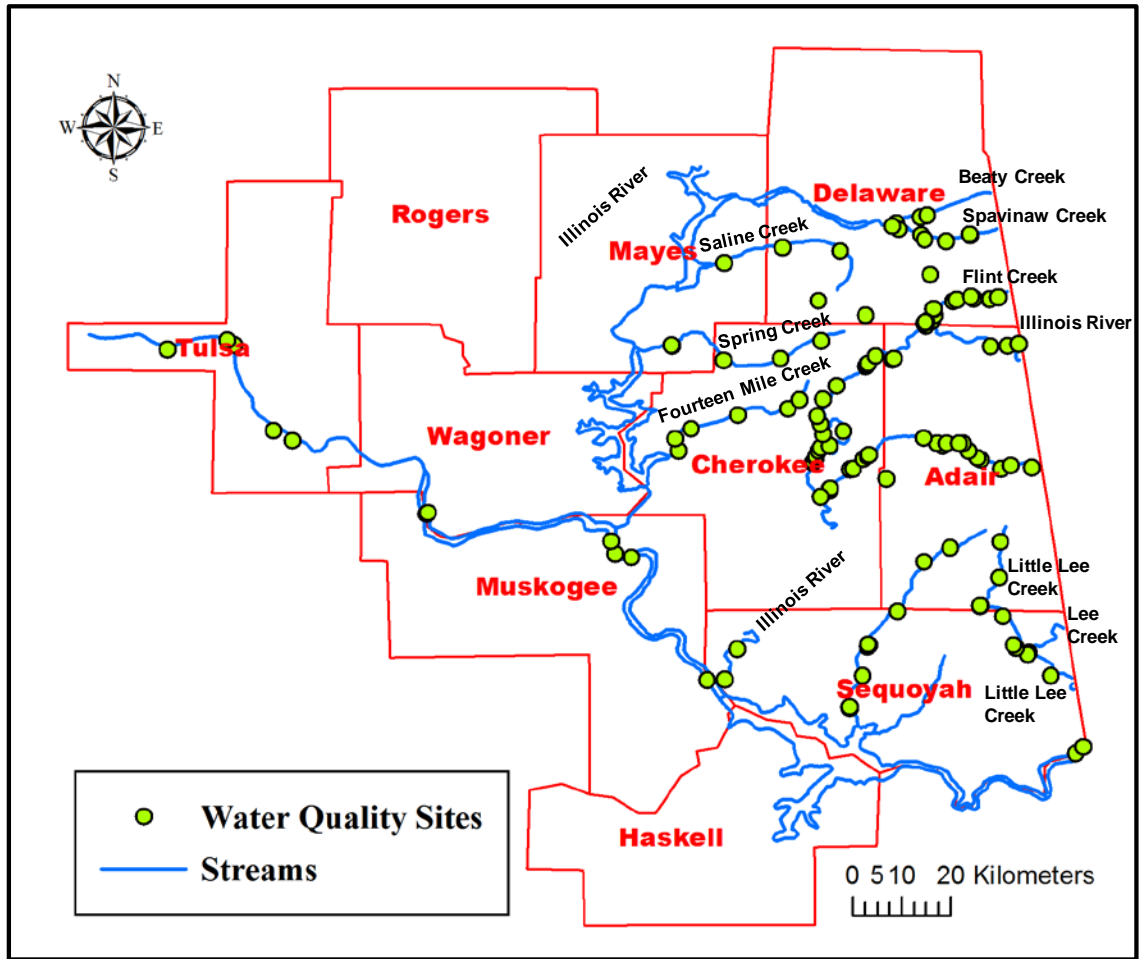 N
W E
S
Beaty Creek
Delaware
Illinois River
Rogers
Spavinaw Creek
Saline Creek
Mayes
Flint Creek
Illinois River
Spring Creek
Tulsa
Fourteen Mile Creek
Wagoner
Cherokee
Adair
Little Lee
Creek
Illinois River
Muskogee
Lee
Creek
Sequoyah
Little Lee
Creek
Water Quality Sites
Streams
Haskell
0 5 10 20 Kilometers